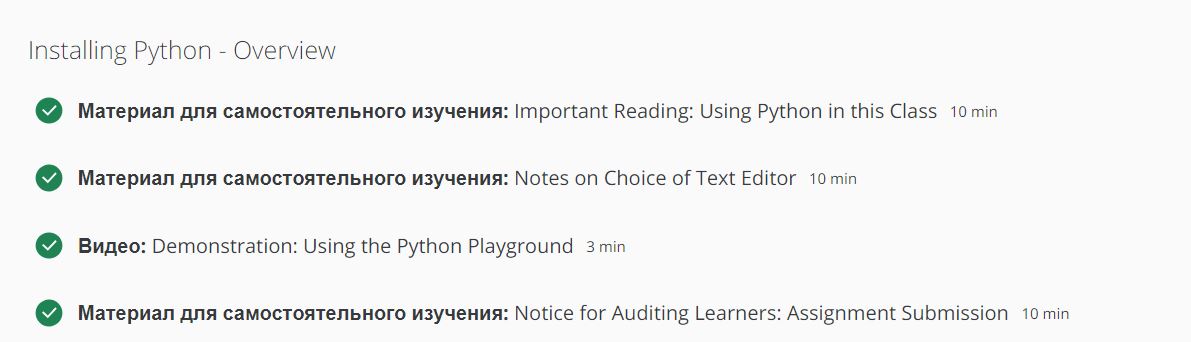 Installing Python - Overview
Материал для самостоятельного изучения: Important Reading: Using Python in this Class 10 min
Материал для самостоятельного изучения: Notes on Choice of Text Editor 10 min
Видео: Demonstration: Using the Python Playground 3 min
Материал для самостоятельного изучения: Notice for Auditing Learners: Assignment Submission 10 min